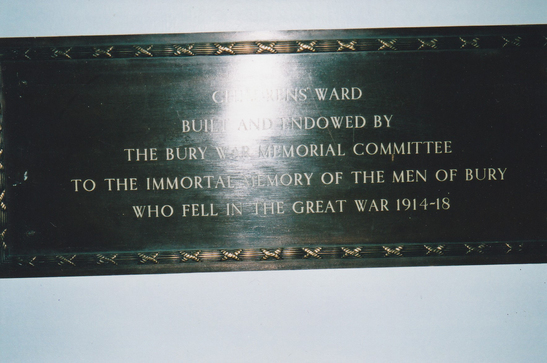 CHILDRENS' WARD
BUILT AND ENDOWED BY
THE BURY WAR MEMORIAL COMMITTEE
TO THE IMMORTAL MEMORY OF THE MEN OF BURY
WHO FELL IN THE GREAT WAR 1914-18